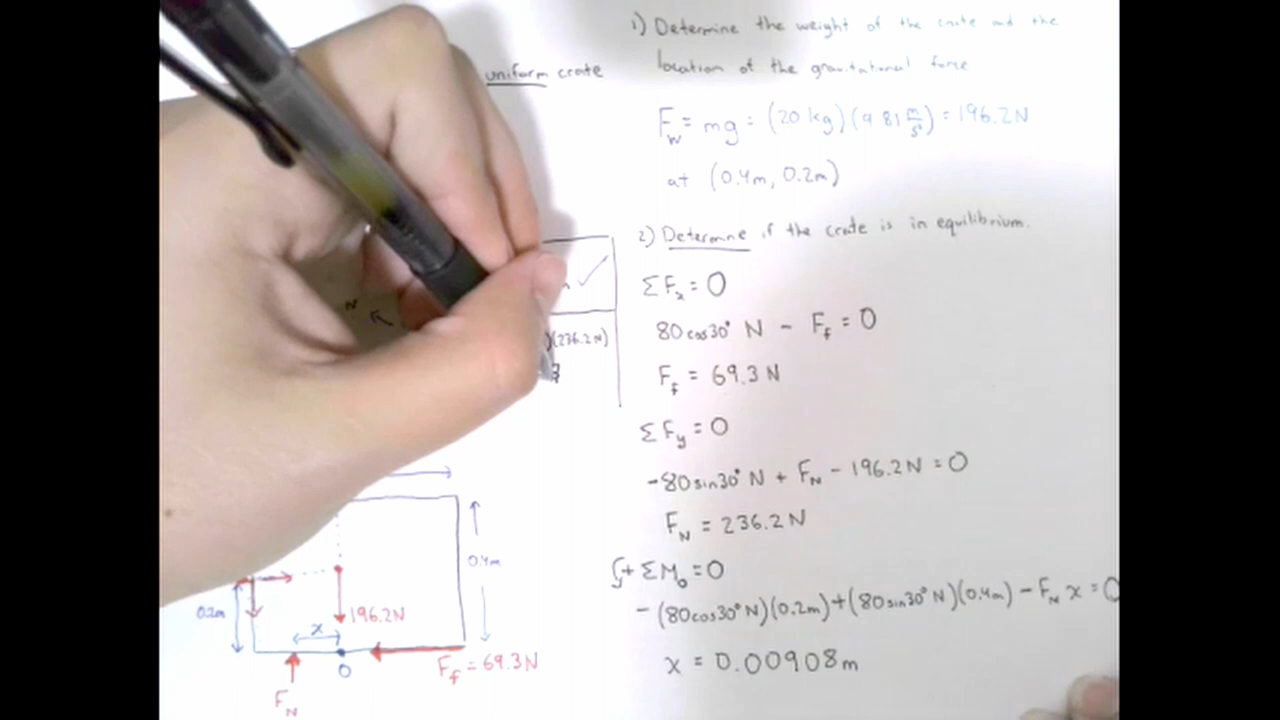 uniform crate
1) Determine the weight of the crate and the
location of the gravitational force
F_w = mg = (20 kg)(9.81 m/s²) = 196.2N
at (0.4m, 0.2m)
2) Determine if the crate is in equilibrium.
ΣF_x = 0
80cos30° N - F_f = 0
F_f = 69.3 N
ΣF_y = 0
-80sin30° N + F_N - 196.2N = 0
F_N = 236.2N
+ ΣM_o = 0
-(80cos30° N)(0.2m) + (80sin30° N)(0.4m) - F_N x = 0
x = 0.00908m
N
)(236.2N)
0.4m
0.2m
196.2N
x
O
F_f = 69.3N
F_N